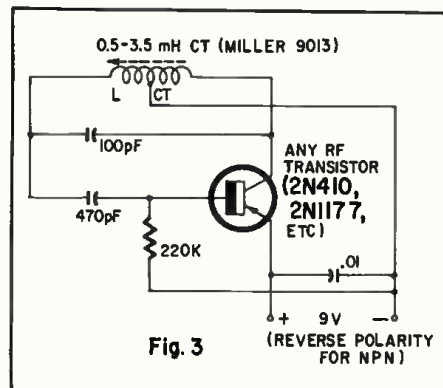 0.5-3.5 mH CT (MILLER 9013)
L
CT
100pF
ANY RF
TRANSISTOR
(2N410,
2N1177,
ETC)
470pF
220K
.01
+ 9V −
(REVERSE POLARITY
FOR NPN)
Fig. 3